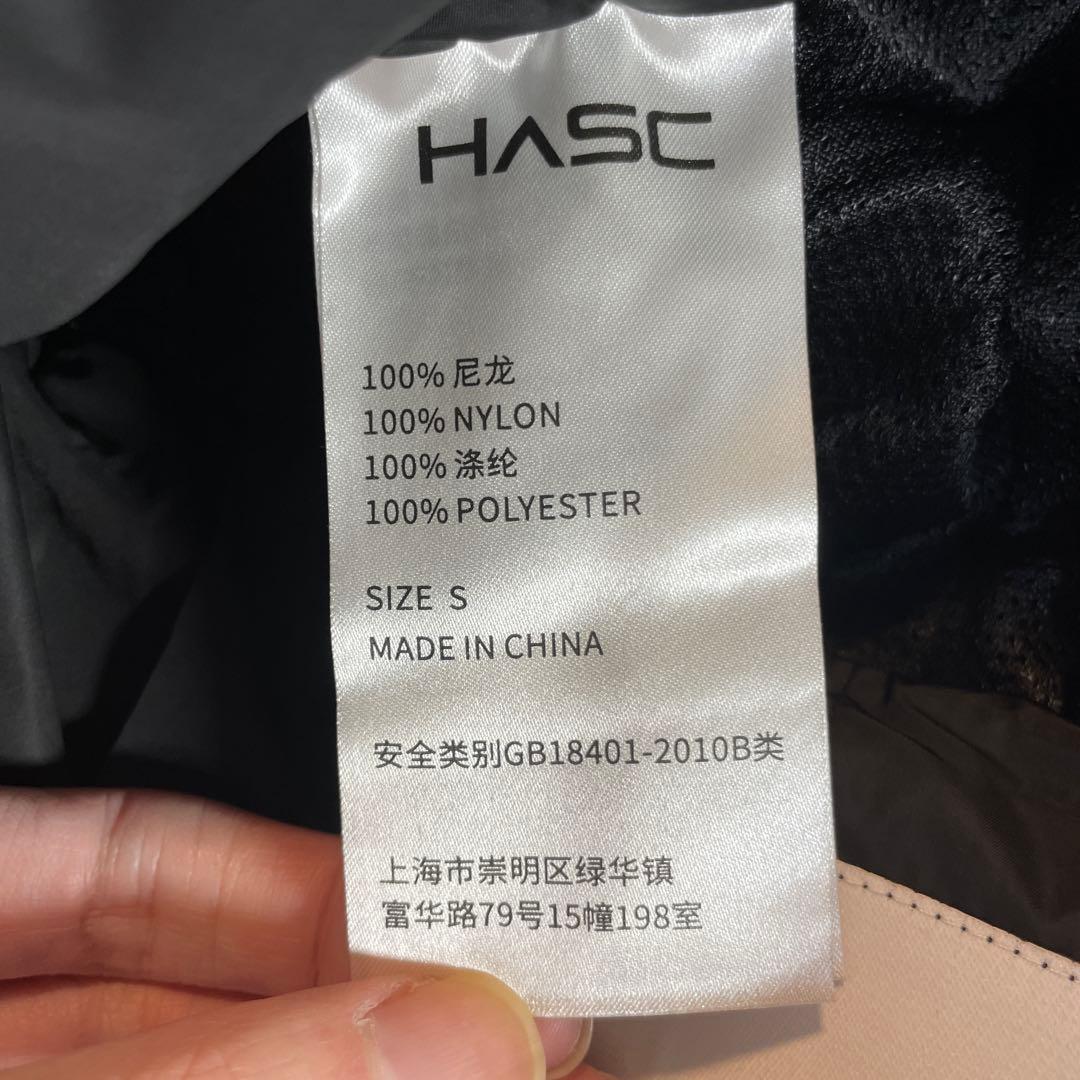 HASC
100% 尼龙
100% NYLON
100% 涤纶
100% POLYESTER
SIZE S
MADE IN CHINA
安全类别GB18401-2010B类
上海市崇明区绿华镇
富华路79号15幢198室